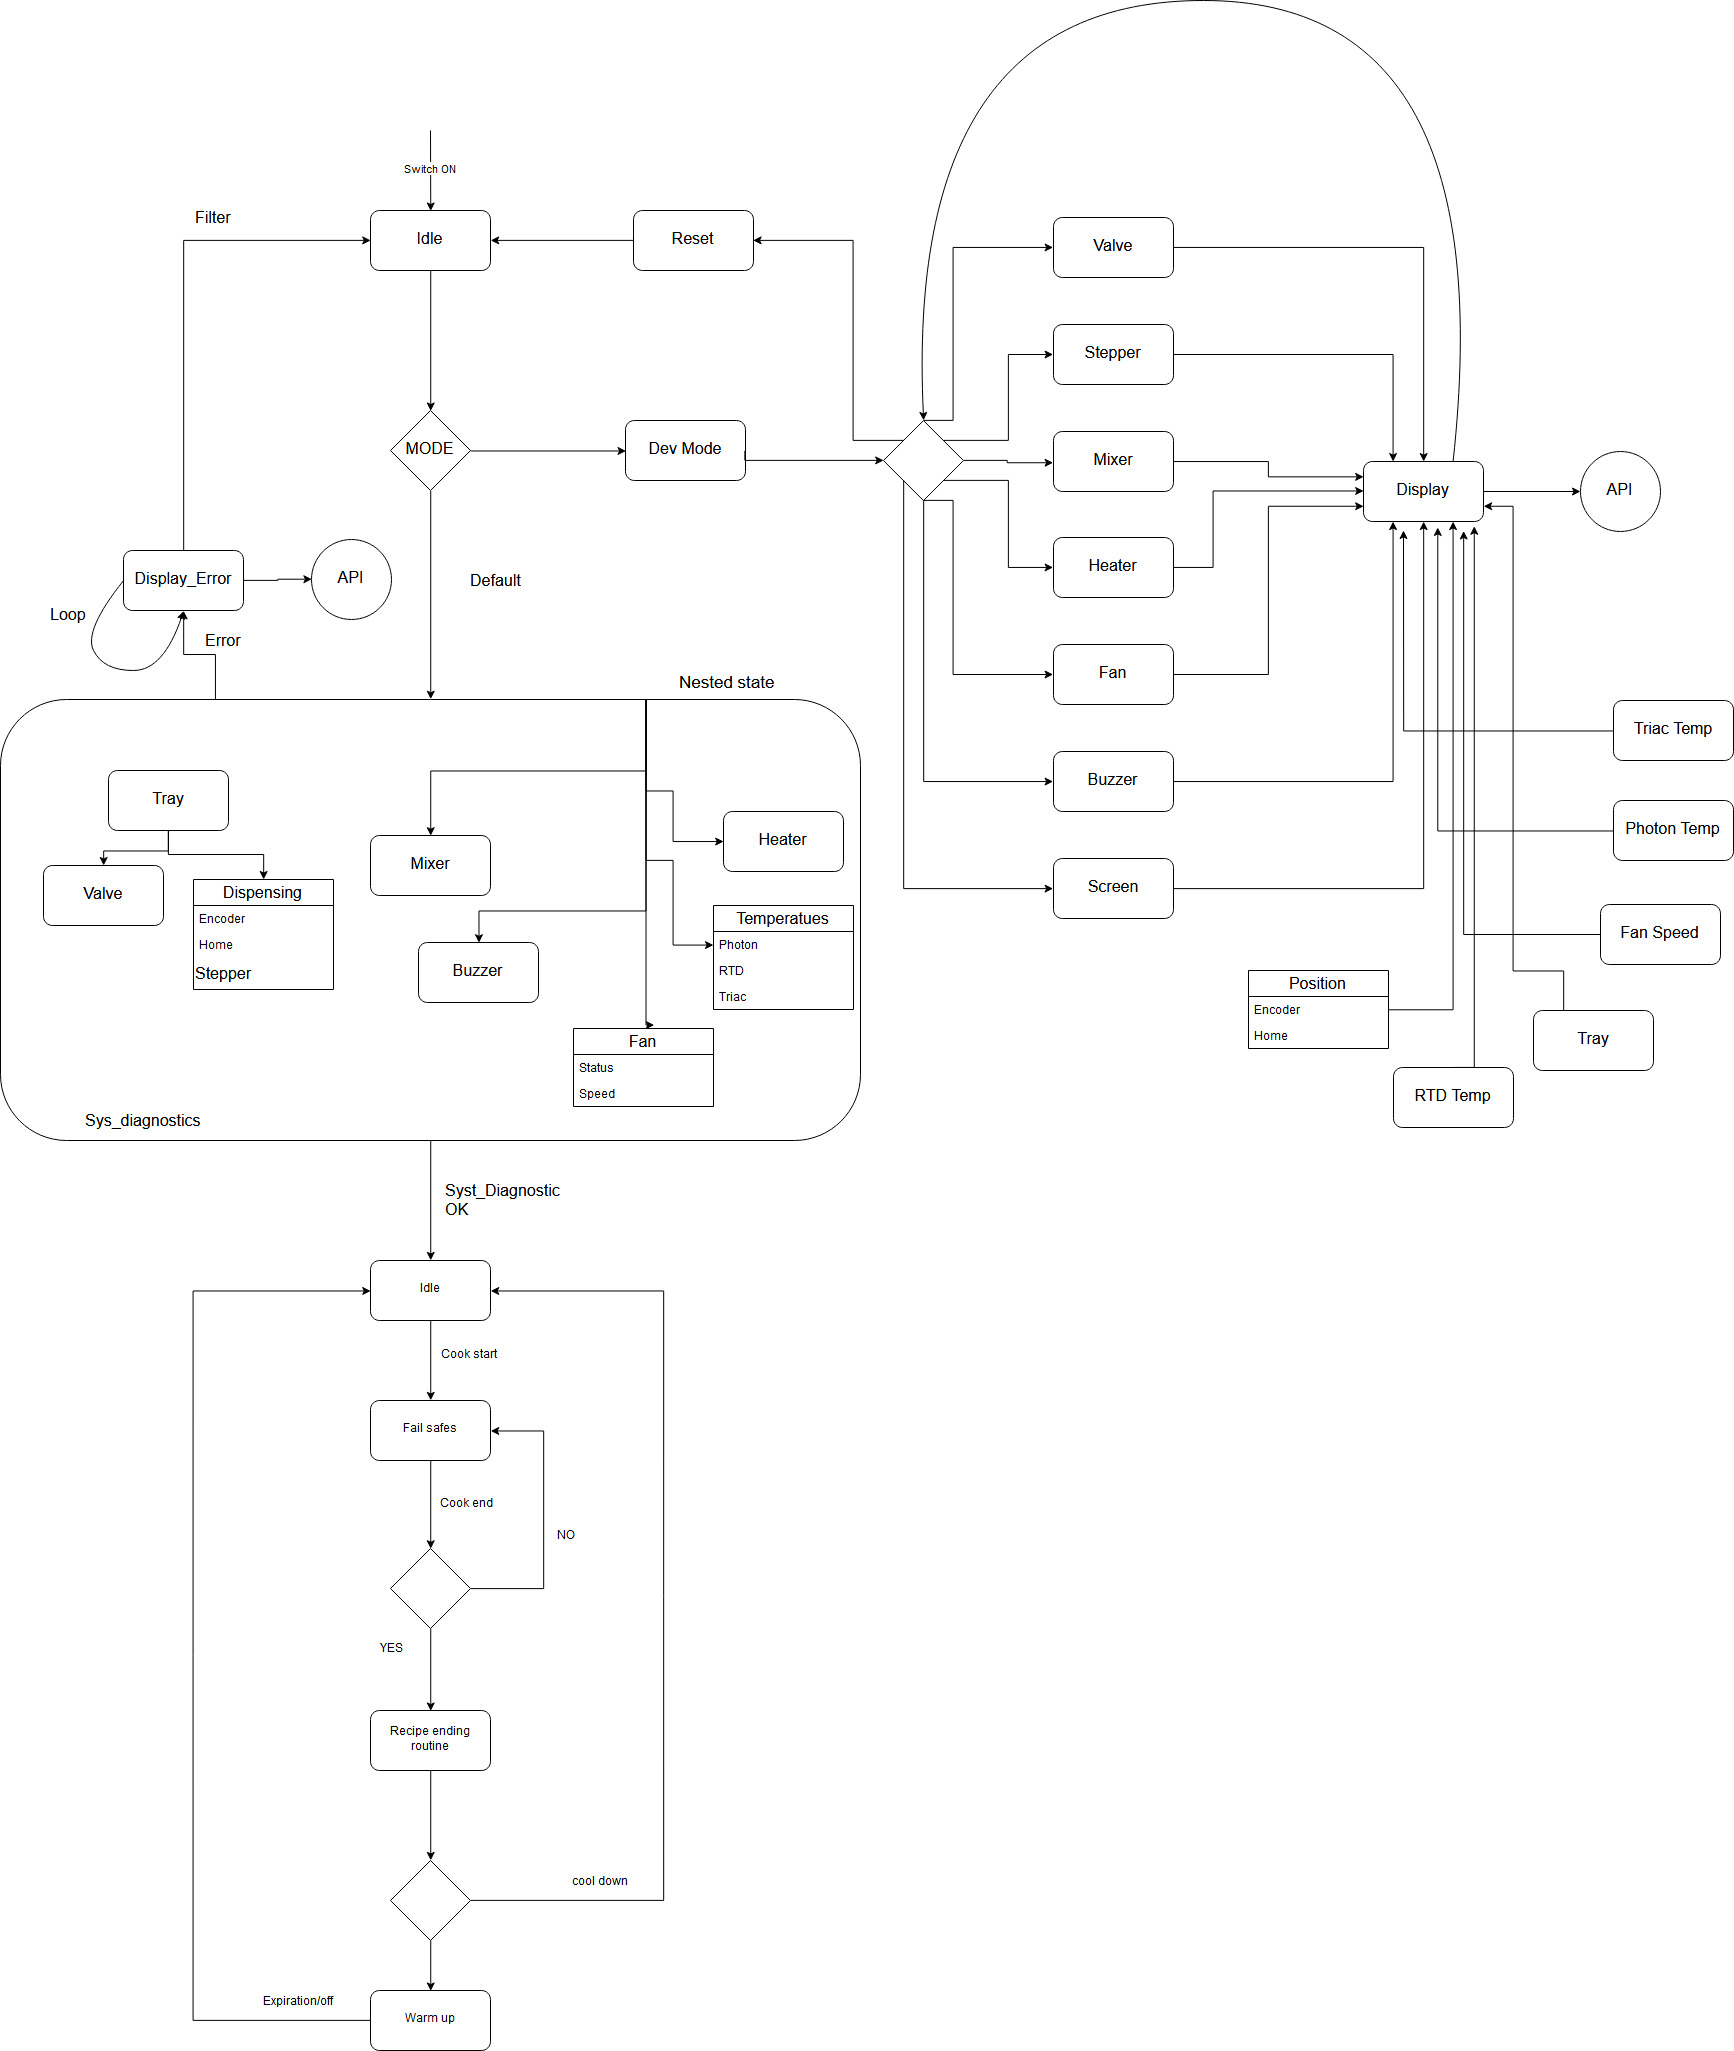 Switch ON
Filter
Idle
Reset
Valve
Stepper
MODE
Dev Mode
Mixer
Display
API
Display_Error
API
Default
Heater
Loop
Error
Fan
Nested state
Triac Temp
Buzzer
Photon Temp
Screen
Fan Speed
Position
Encoder
Home
Tray
RTD Temp
Tray
Valve
Dispensing
Encoder
Home
Stepper
Mixer
Heater
Buzzer
Temperatues
Photon
RTD
Triac
Fan
Status
Speed
Sys_diagnostics
Syst_Diagnostic
OK
Idle
Cook start
Fail safes
Cook end
NO
YES
Recipe ending
routine
cool down
Expiration/off
Warm up